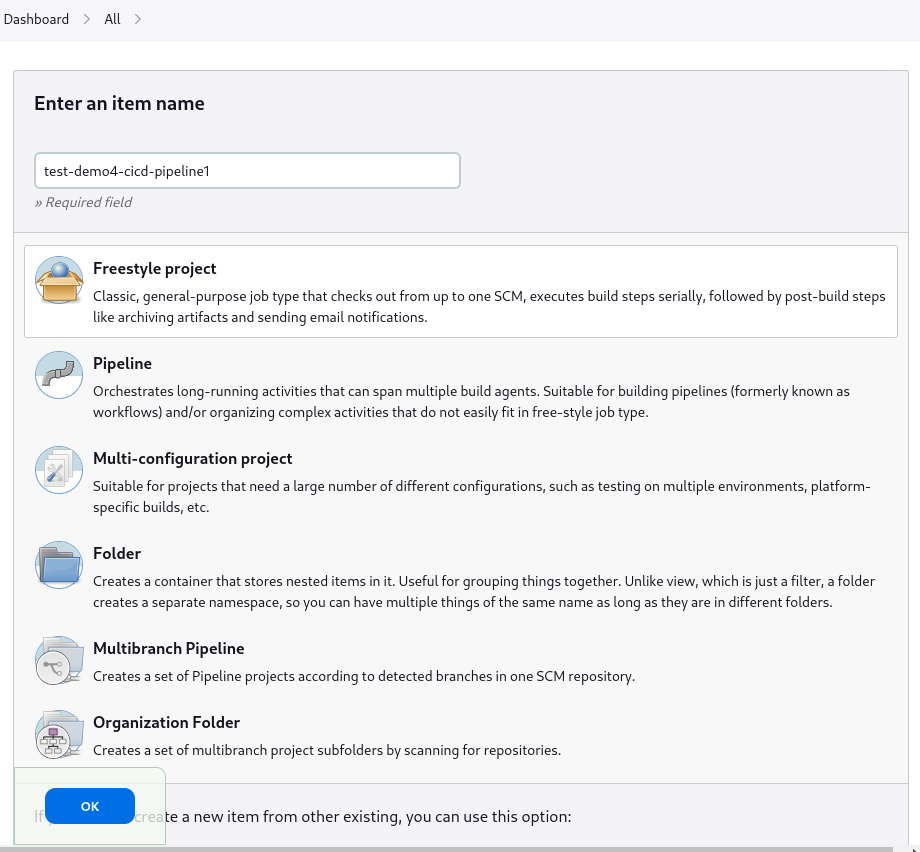 Dashboard > All >
Enter an item name
test-demo4-cicd-pipeline1
» Required field
Freestyle project
Classic, general-purpose job type that checks out from up to one SCM, executes build steps serially, followed by post-build steps
like archiving artifacts and sending email notifications.
Pipeline
Orchestrates long-running activities that can span multiple build agents. Suitable for building pipelines (formerly known as
workflows) and/or organizing complex activities that do not easily fit in free-style job type.
Multi-configuration project
Suitable for projects that need a large number of different configurations, such as testing on multiple environments, platform-
specific builds, etc.
Folder
Creates a container that stores nested items in it. Useful for grouping things together. Unlike view, which is just a filter, a folder
creates a separate namespace, so you can have multiple things of the same name as long as they are in different folders.
Multibranch Pipeline
Creates a set of Pipeline projects according to detected branches in one SCM repository.
Organization Folder
Creates a set of multibranch project subfolders by scanning for repositories.
OK
If create a new item from other existing, you can use this option: